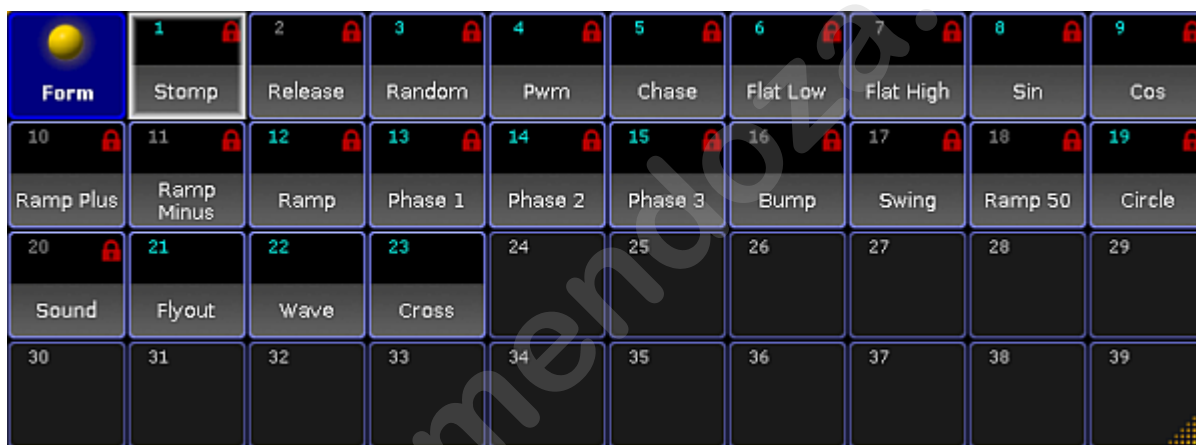 1 2 3 4 5 6 7 8 9
Form Stomp Release Random Pwm Chase Flat Low Flat High Sin Cos
10 11 12 13 14 15 16 17 18 19
Ramp Plus Ramp Minus Ramp Phase 1 Phase 2 Phase 3 Bump Swing Ramp 50 Circle
20 21 22 23 24 25 26 27 28 29
Sound Flyout Wave Cross
30 31 32 33 34 35 36 37 38 39
mendoza.